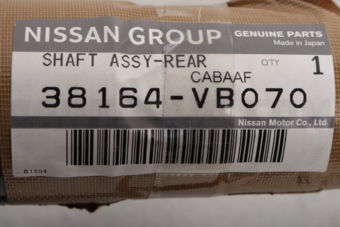 NISSAN GROUP
GENUINE PARTS
Made in Japan
SHAFT ASSY-REAR
Q'TY
CABAAF
1
38164-VB070
Nissan Motor Co., Ltd.